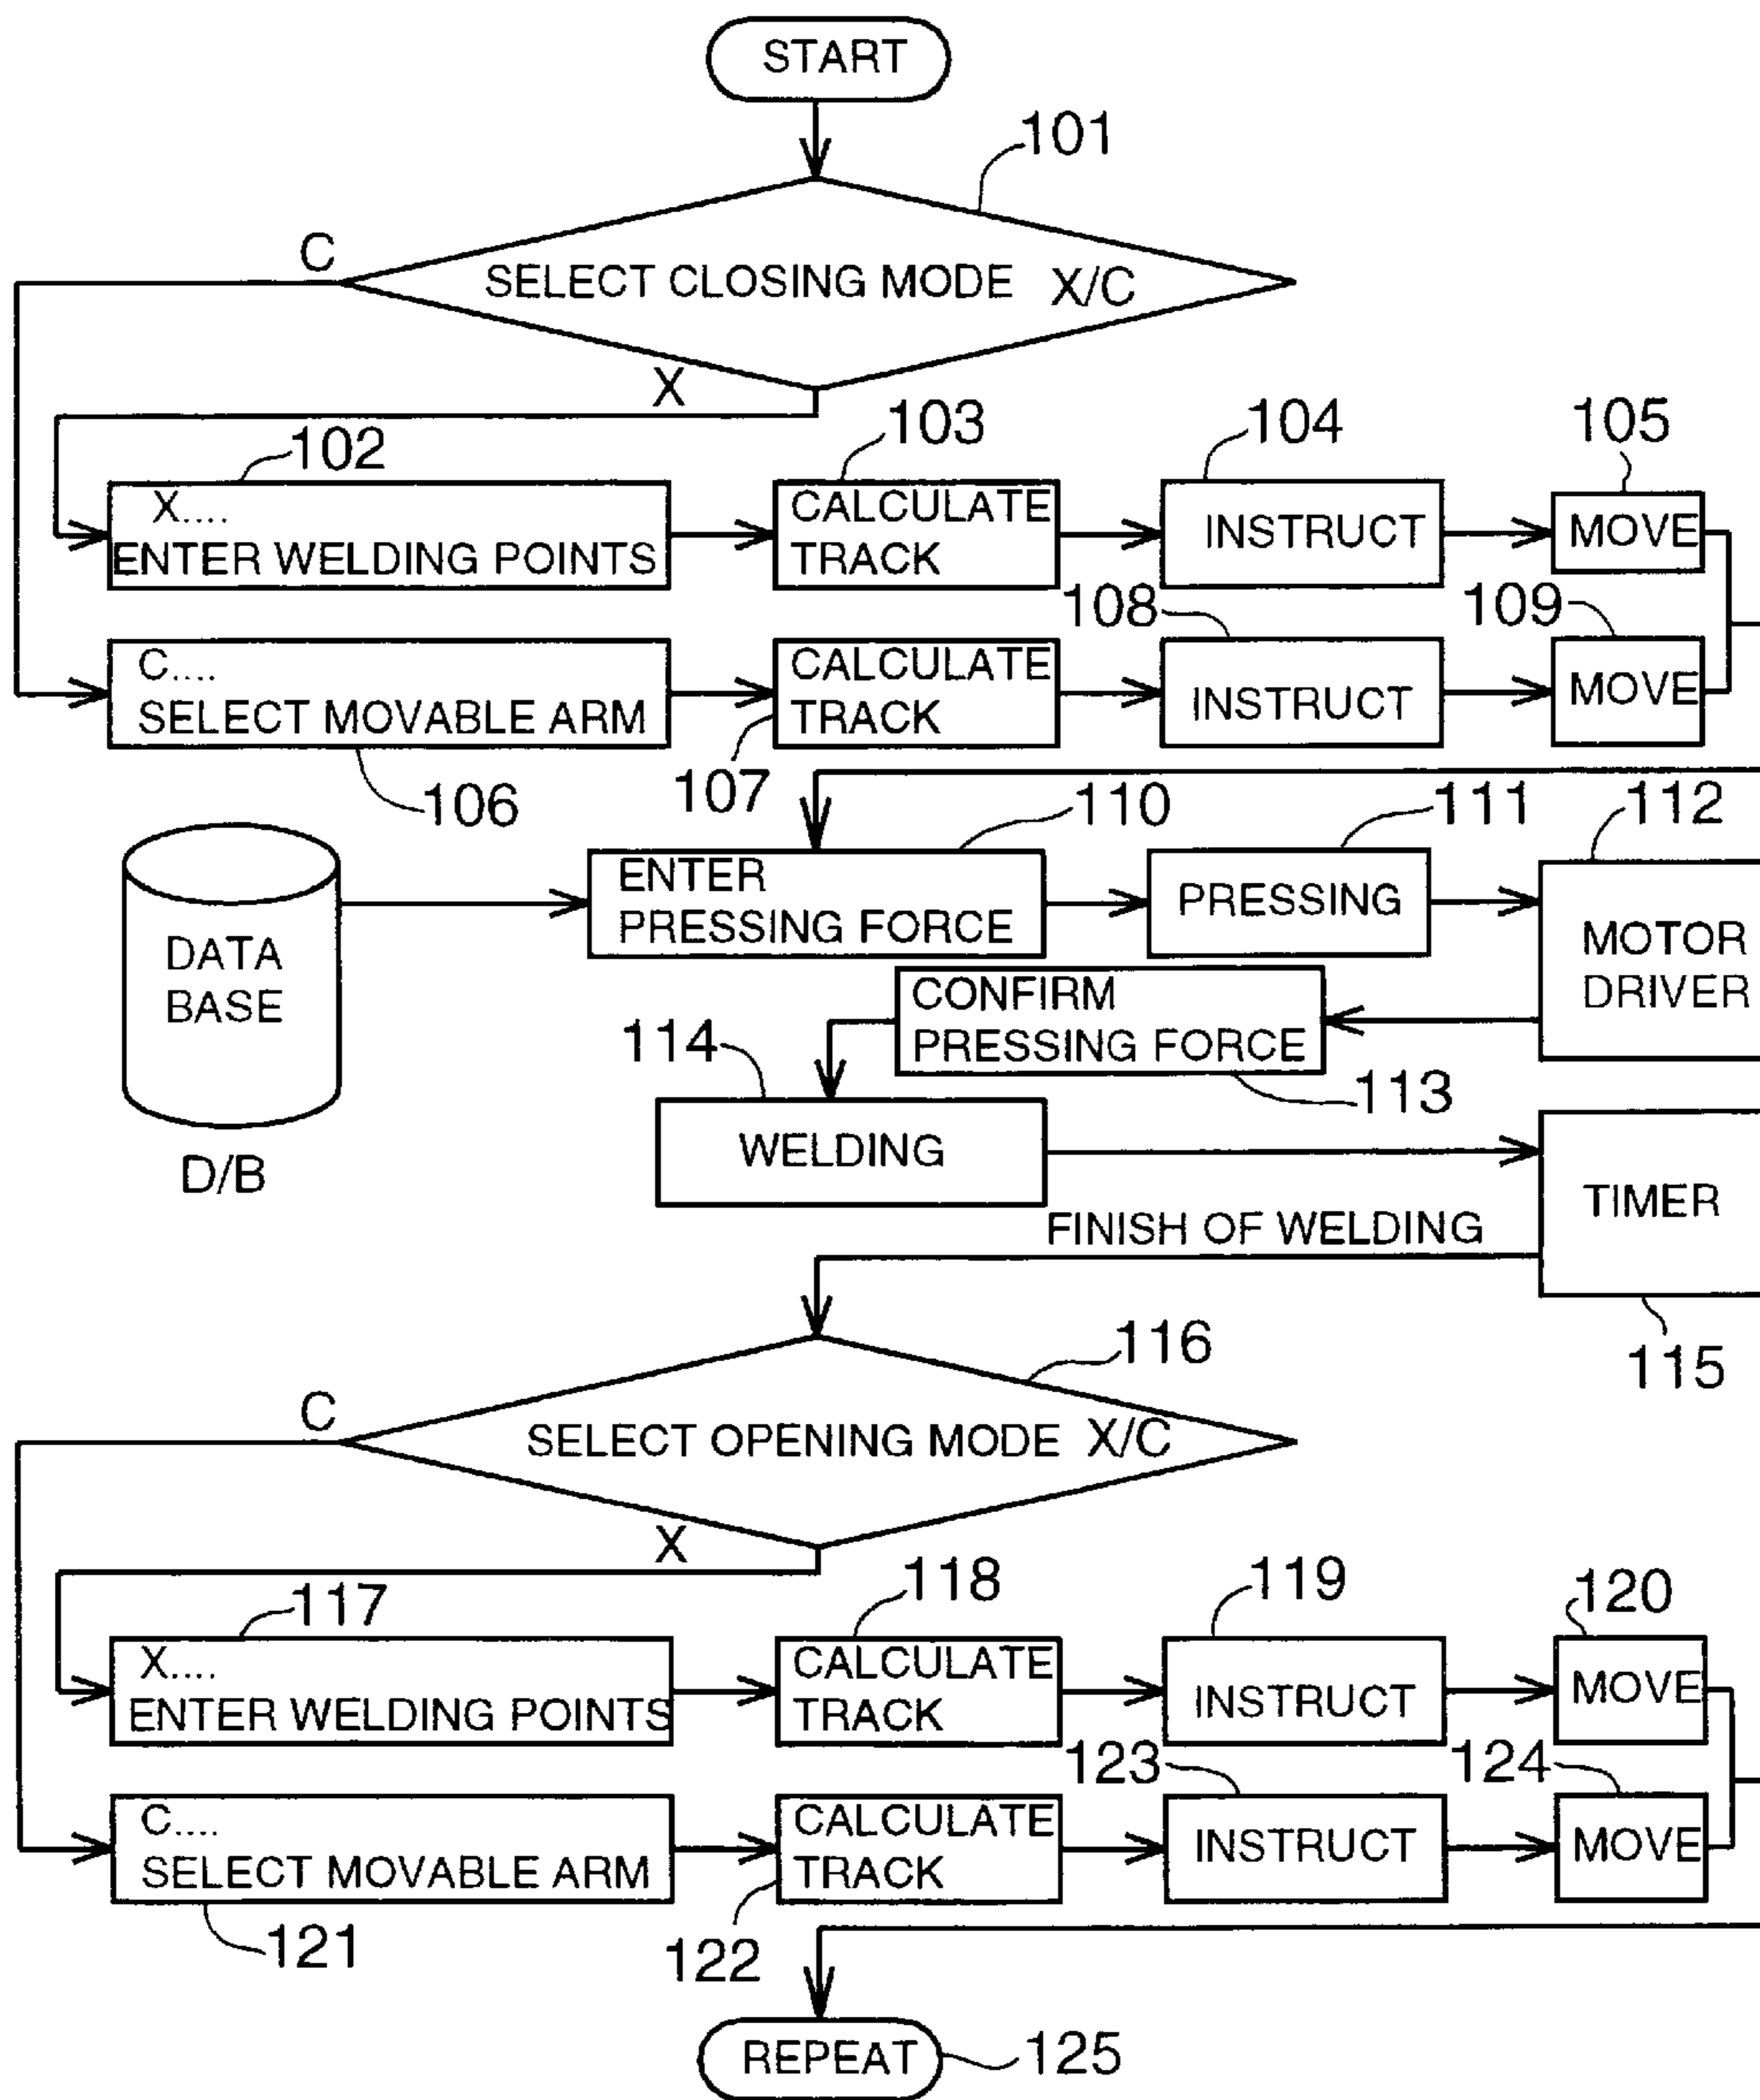 START
101
C
SELECT CLOSING MODE X/C
X
102
103
104
105
X....
ENTER WELDING POINTS
CALCULATE
TRACK
INSTRUCT
MOVE
108
109
C....
SELECT MOVABLE ARM
CALCULATE
TRACK
INSTRUCT
MOVE
106
107
110
111
112
DATA
BASE
D/B
ENTER
PRESSING FORCE
PRESSING
MOTOR
DRIVER
CONFIRM
PRESSING FORCE
113
114
WELDING
TIMER
FINISH OF WELDING
115
116
C
SELECT OPENING MODE X/C
X
117
118
119
120
X....
ENTER WELDING POINTS
CALCULATE
TRACK
INSTRUCT
MOVE
123
124
C....
SELECT MOVABLE ARM
CALCULATE
TRACK
INSTRUCT
MOVE
121
122
REPEAT
125